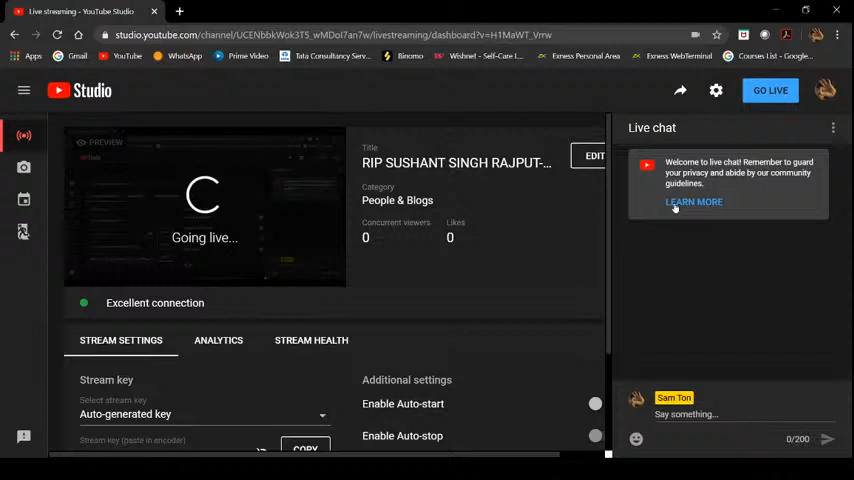 Live streaming - YouTube Studio
studio.youtube.com/channel/UCENbbkWok3T5_wMDoI7an7w/livestreaming/dashboard?v=H1MaWT_Vrrw
Apps Gmail YouTube WhatsApp Prime Video Tata Consultancy Serv... Binomo Wishnet – Self-Care I... Exness Personal Area Exness WebTerminal Courses List - Google...
Studio
GO LIVE
PREVIEW
Going live...
Excellent connection
Title
RIP SUSHANT SINGH RAJPUT-...
EDIT
Category
People & Blogs
Concurrent viewers Likes
0 0
STREAM SETTINGS ANALYTICS STREAM HEALTH
Stream key
Select stream key
Auto-generated key
Stream key (paste in encoder)
COPY
Additional settings
Enable Auto-start
Enable Auto-stop
Live chat
Welcome to live chat! Remember to guard
your privacy and abide by our community
guidelines.
LEARN MORE
Sam Ton
Say something...
0/200